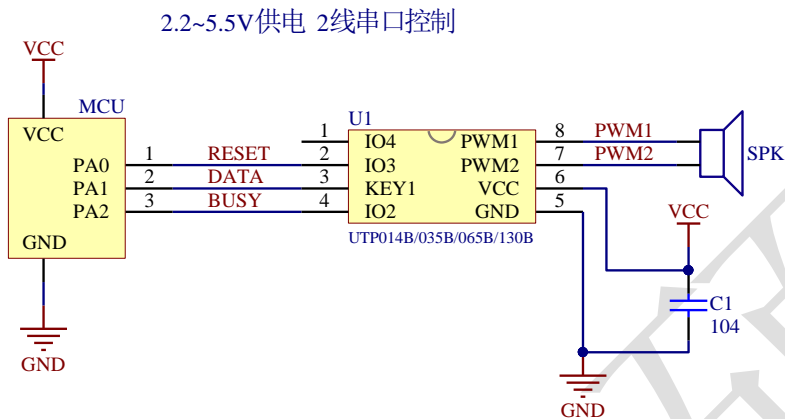 2.2~5.5V供电 2线串口控制
VCC
MCU
VCC
PA0
PA1
PA2
GND
1
2
3
RESET
DATA
BUSY
GND
U1
1
2
3
4
IO4
IO3
KEY1
IO2
PWM1
PWM2
VCC
GND
8
7
6
5
UTP014B/035B/065B/130B
PWM1
PWM2
SPK
VCC
C1
104
GND